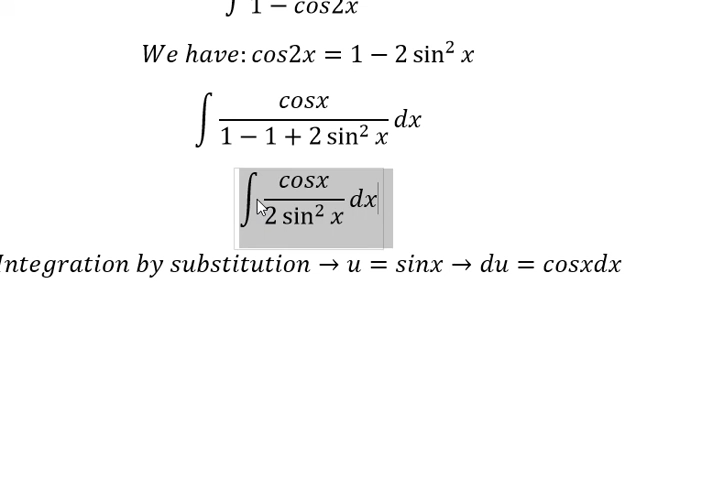 ∫ 1 − cos2x
We have: cos2x = 1 − 2 sin² x
∫ cosx / (1 − 1 + 2 sin² x) dx
∫ cosx / (2 sin² x) dx
Integration by substitution → u = sinx → du = cosxdx